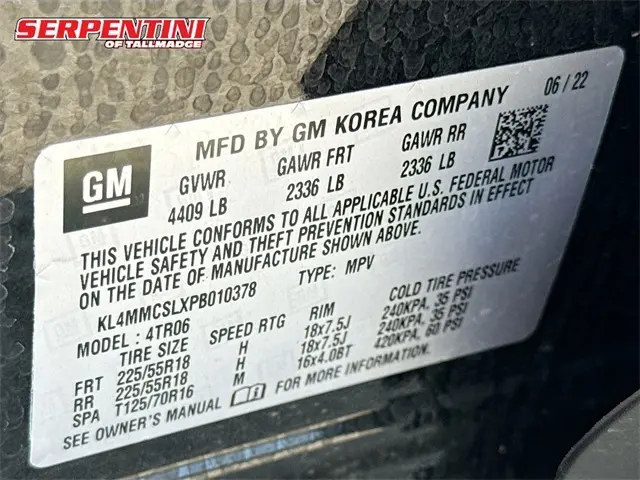 SERPENTINI
OF TALLMADGE
06/22
MFD BY GM KOREA COMPANY
GM
GVWR GAWR FRT GAWR RR
4409 LB 2336 LB 2336 LB
THIS VEHICLE CONFORMS TO ALL APPLICABLE U.S. FEDERAL MOTOR
VEHICLE SAFETY AND THEFT PREVENTION STANDARDS IN EFFECT
ON THE DATE OF MANUFACTURE SHOWN ABOVE.
KL4MMCSLXPB010378 TYPE: MPV
MODEL: 4TR06
TIRE SIZE SPEED RTG RIM COLD TIRE PRESSURE
FRT 225/55R18 H 18x7.5J 240KPA, 35 PSI
RR 225/55R18 H 18x7.5J 240KPA, 35 PSI
SPA T125/70R16 M 16x4.0BT 420KPA, 60 PSI
SEE OWNER'S MANUAL FOR MORE INFORMATION.